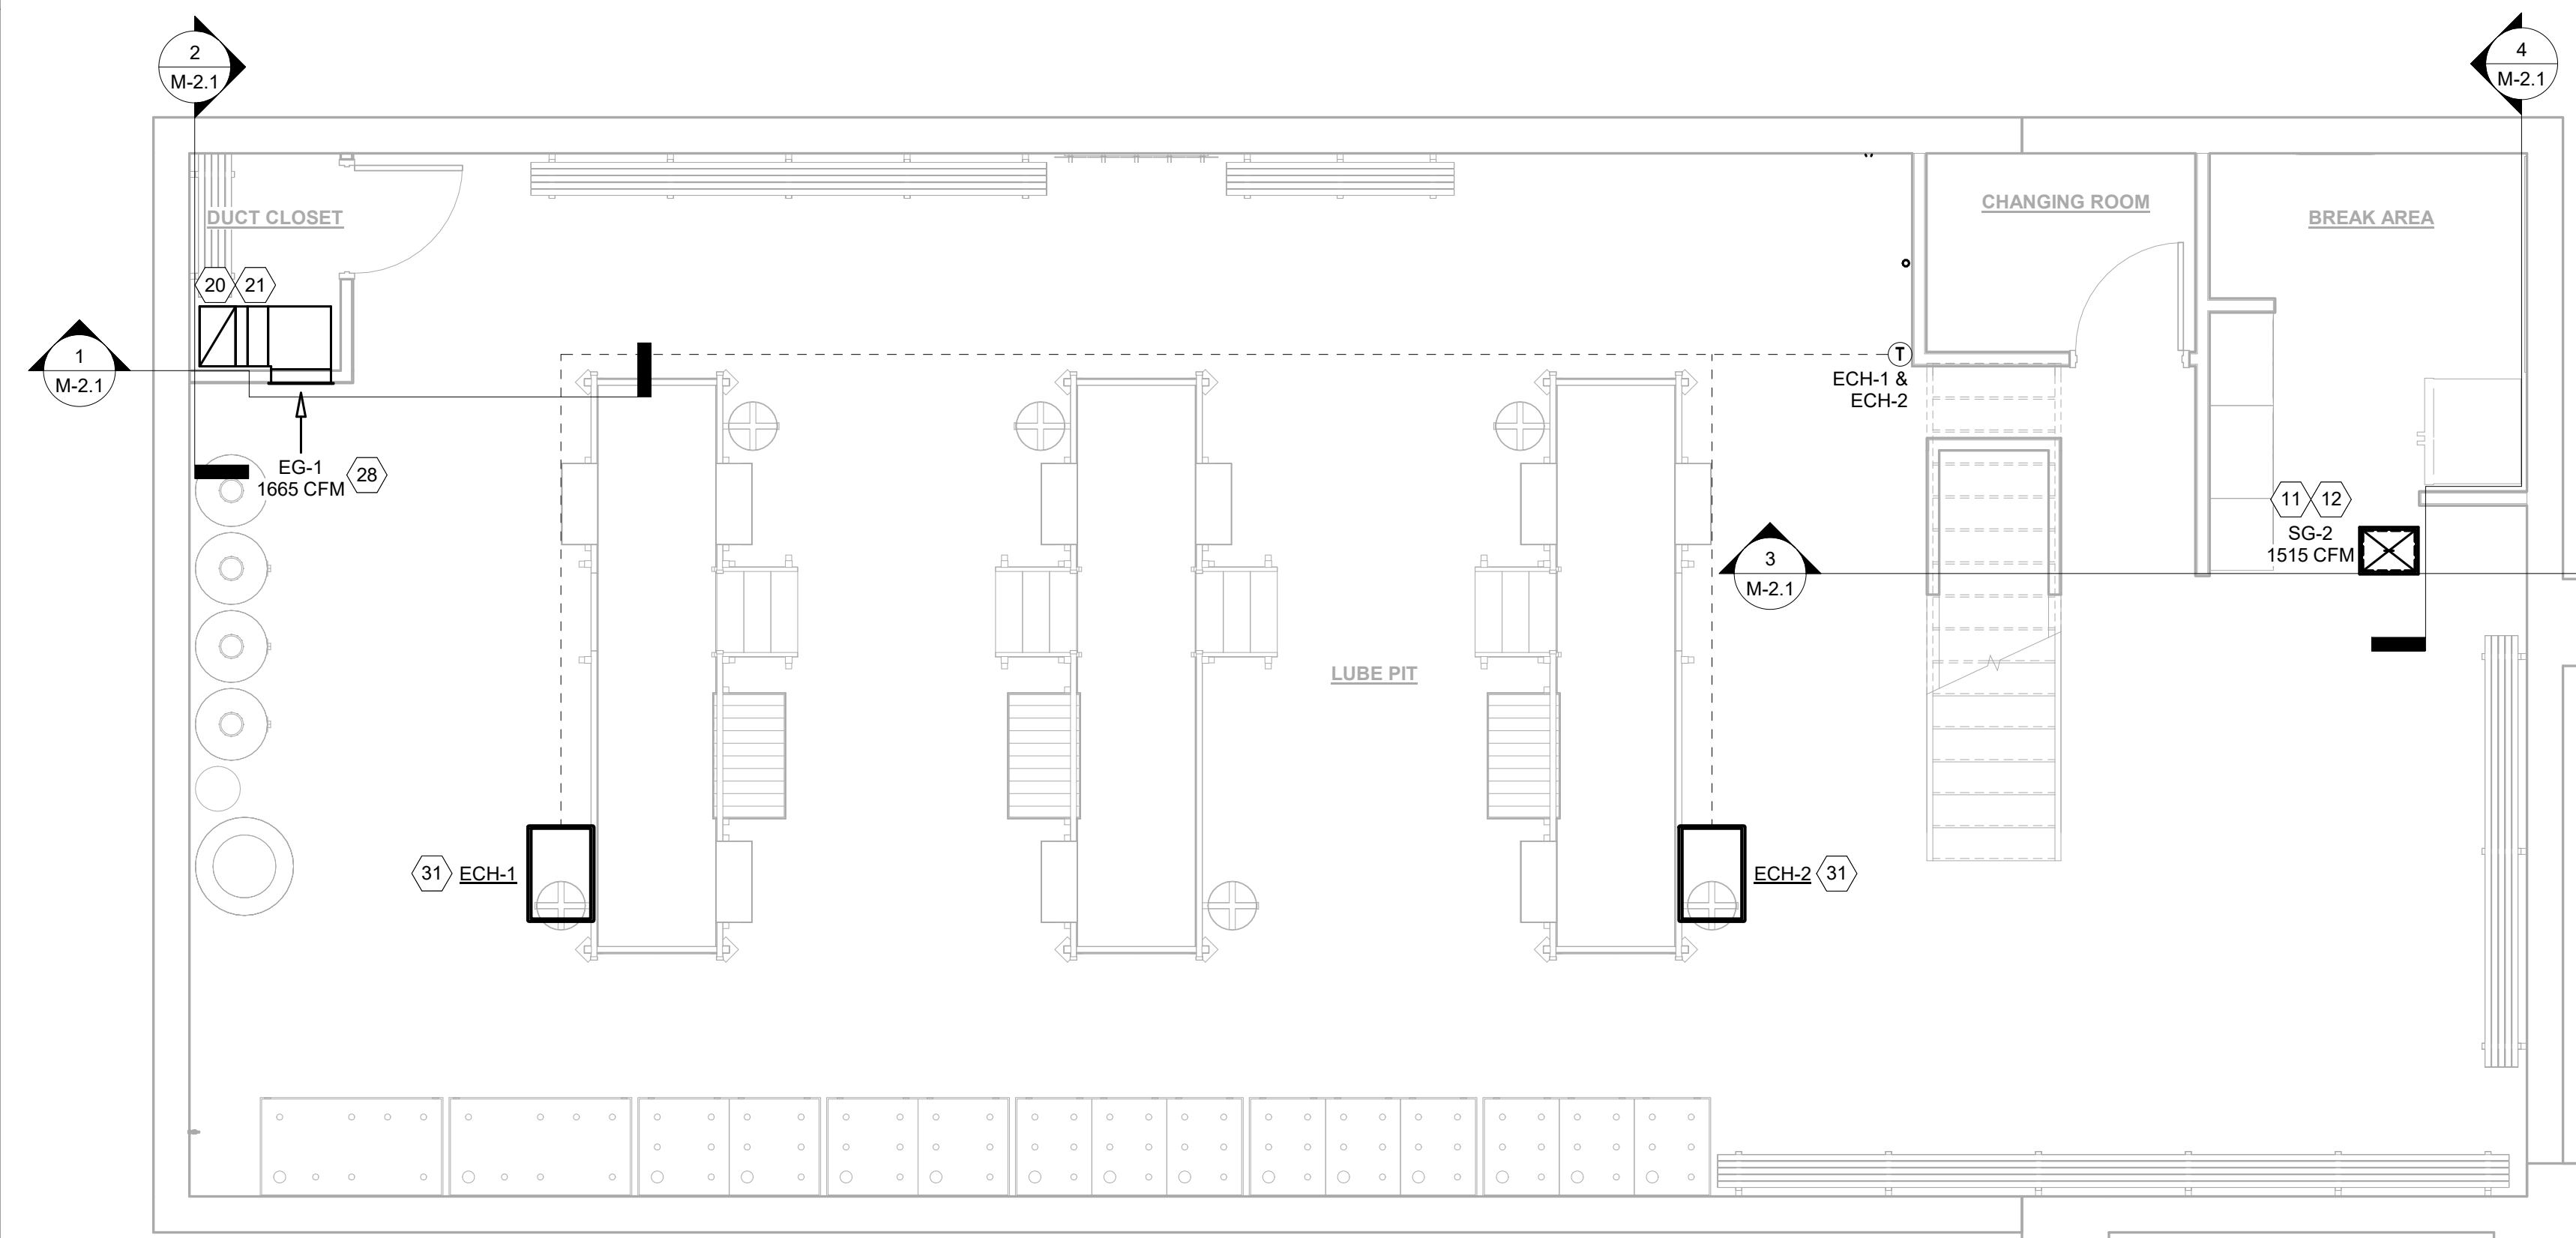 2
M-2.1
4
M-2.1
DUCT CLOSET
CHANGING ROOM
BREAK AREA
20
21
1
M-2.1
T
ECH-1 &
ECH-2
EG-1
1665 CFM
28
11
12
SG-2
1515 CFM
3
M-2.1
LUBE PIT
31
ECH-1
ECH-2
31